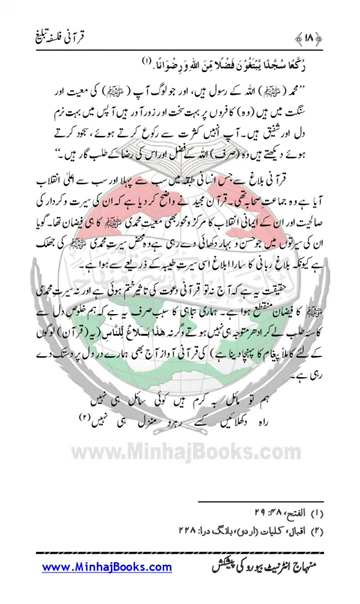 ﴿۱۸﴾ قرآنی فلسفہ تبلیغ
رُكَّعًا سُجَّدًا يَبْتَغُونَ فَضْلًا مِّنَ اللهِ وَرِضْوَانًا. (۱)
”محمد (ﷺ) اللہ کے رسول ہیں، اور جو لوگ آپ (ﷺ) کی معیت اور
سنگت میں ہیں (وہ) کافروں پر بہت سخت اور زور آور ہیں آپس میں بہت نرم
دل اور شفیق ہیں۔ آپ انہیں کثرت سے رکوع کرتے ہوئے، سجود کرتے
ہوئے دیکھتے ہیں وہ (صرف) اللہ کے فضل اور اس کی رضا کے طلب گار ہیں۔“
قرآنی بلاغ سے جس انسانی طبقہ میں سب سے پہلا اور سب سے اعلیٰ انقلاب
آیا ہے وہ جماعت صحابہ تھی۔ قرآن مجید نے واضح کر دیا ہے کہ ان کی سیرت و کردار کی
صالحیت اور ان کے ایمانی انقلاب کا مرکز و محور بھی معیت محمدی ﷺ کا ہی فیضان تھا۔ گویا
ان کی سیرتوں میں جو حسن و بہار دکھائی دے رہی ہے وہ محض سیرتِ محمدی ﷺ کی جھلک
ہے کیونکہ بلاغ ربانی کا سارا ابلاغ اسی سیرت طیبہ کے ذریعے سے ہوا ہے۔
حقیقت یہ ہے کہ آج نہ تو قرآنی دعوت کی تاثیر ختم ہوئی ہے اور نہ سیرتِ محمدی
ﷺ کا فیضان منقطع ہوا ہے۔ ہماری تباہی کا سبب صرف یہ ہے کہ ہم خلوص دل سے
کاسۂ طلب لے کر ادھر متوجہ ہی نہیں ہوتے وگرنہ هذا بَلاغٌ لِّلنَّاسِ (یہ (قرآن) لوگوں
کے لئے کاملاً پیغام کا پہنچا دینا ہے) کی قرآنی آواز آج بھی ہمارے در دل پر دستک دے
رہی ہے۔
ہم تو مائل بہ کرم ہیں کوئی سائل ہی نہیں
راہ دکھلائیں کسے رہرو منزل ہی نہیں (۲)
www.MinhajBooks.com
(۱) الفتح، ۴۸: ۲۹
(۲) اقبال، کلیات (اردو)، بانگ درا: ۲۲۸
منہاج انٹرنیٹ بیورو کی پیشکش www.MinhajBooks.com